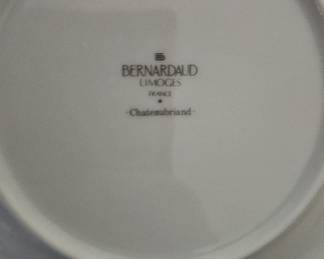 BERNARDAUD
LIMOGES
FRANCE
-Chateaubriand-